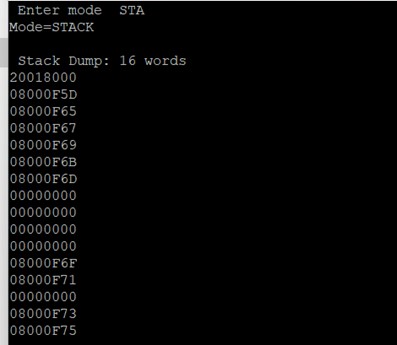 Enter mode  STA
Mode=STACK
Stack Dump: 16 words
20018000
08000F5D
08000F65
08000F67
08000F69
08000F6B
08000F6D
00000000
00000000
00000000
00000000
08000F6F
08000F71
00000000
08000F73
08000F75